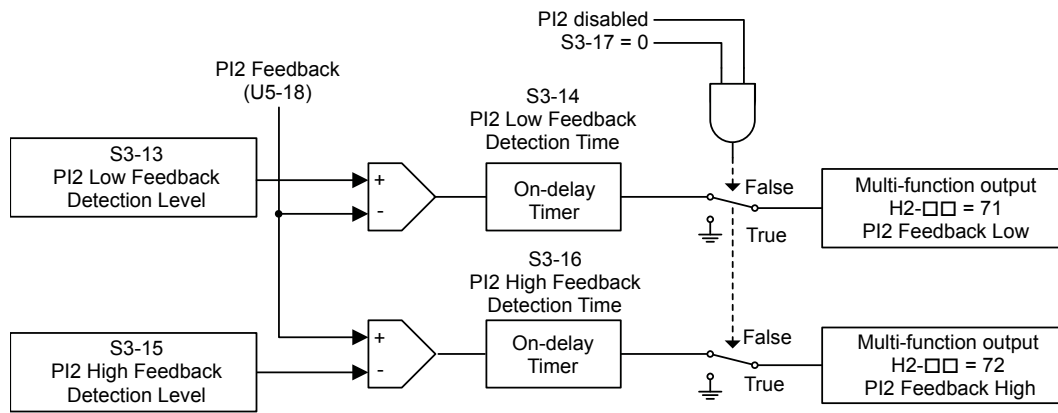 PI2 disabled
S3-17 = 0
PI2 Feedback
(U5-18)
S3-14
PI2 Low Feedback
Detection Time
S3-13
PI2 Low Feedback
Detection Level
+
-
On-delay
Timer
False
True
Multi-function output
H2-□□ = 71
PI2 Feedback Low
S3-16
PI2 High Feedback
Detection Time
S3-15
PI2 High Feedback
Detection Level
+
-
On-delay
Timer
False
True
Multi-function output
H2-□□ = 72
PI2 Feedback High